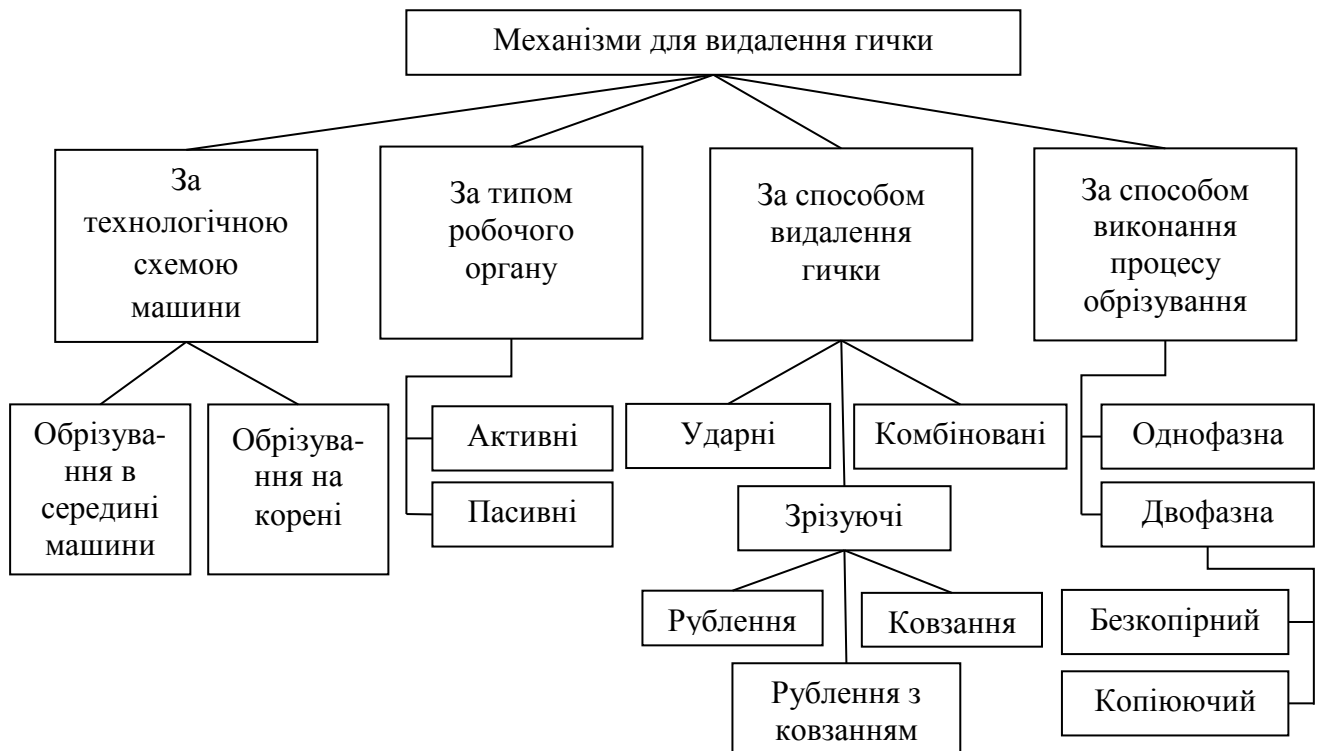 Механізми для видалення гички
За
технологічною
схемою
машини
За типом
робочого
органу
За способом
видалення
гички
За способом
виконання
процесу
обрізування
Обрізува-
ння в
середині
машини
Обрізува-
ння на
корені
Активні
Пасивні
Ударні
Комбіновані
Зрізуючі
Рублення
Ковзання
Рублення з
ковзанням
Однофазна
Двофазна
Безкопірний
Копіюючий